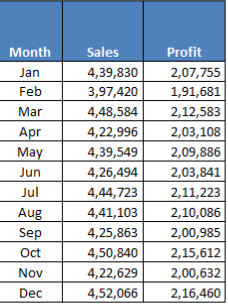 Month Sales Profit
Jan 4,39,830 2,07,755
Feb 3,97,420 1,91,681
Mar 4,48,584 2,12,583
Apr 4,22,996 2,03,108
May 4,39,549 2,09,886
Jun 4,26,494 2,03,841
Jul 4,44,723 2,11,223
Aug 4,41,103 2,10,086
Sep 4,25,863 2,00,985
Oct 4,50,840 2,15,612
Nov 4,22,629 2,00,632
Dec 4,52,066 2,16,460